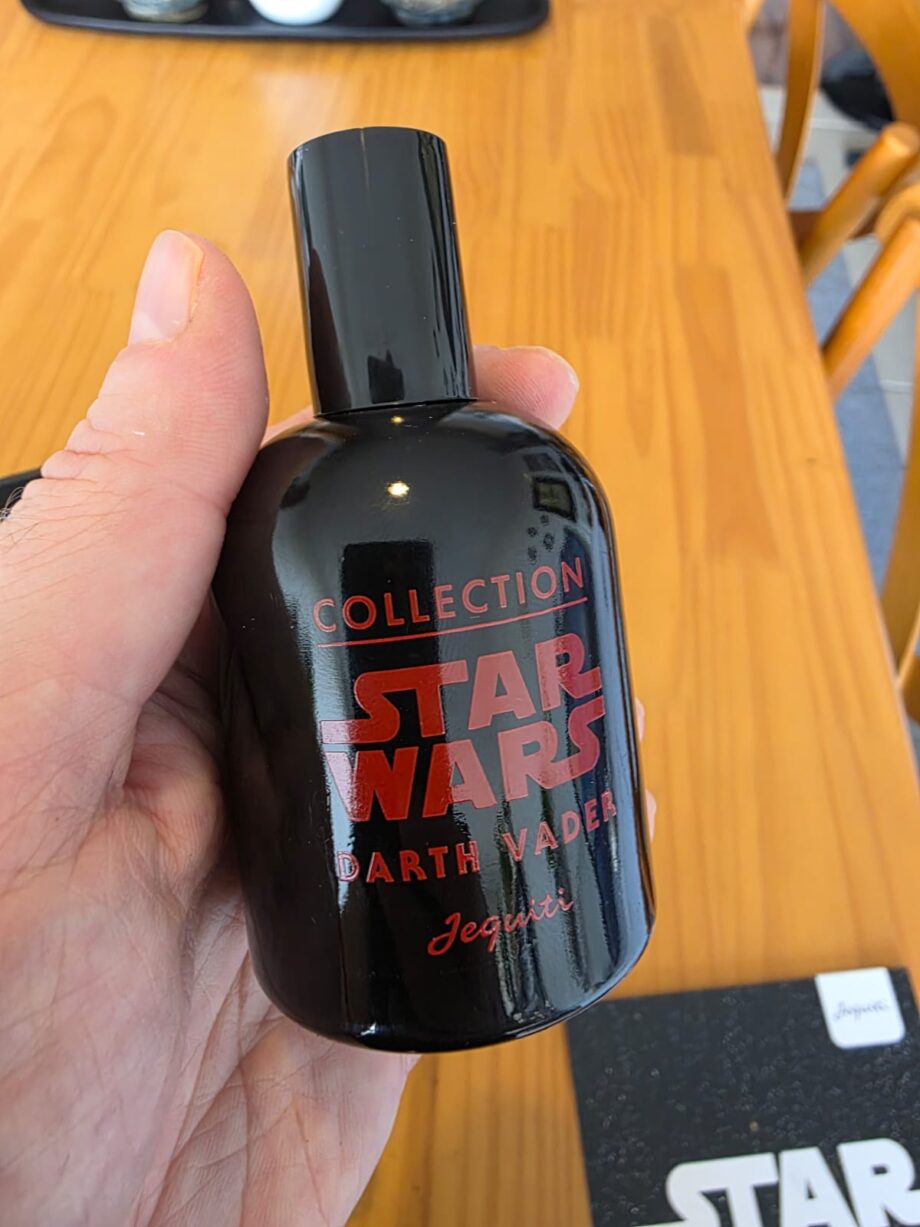 COLLECTION
STAR
WARS
DARTH VADER
Jequiti
Jequiti
STAR